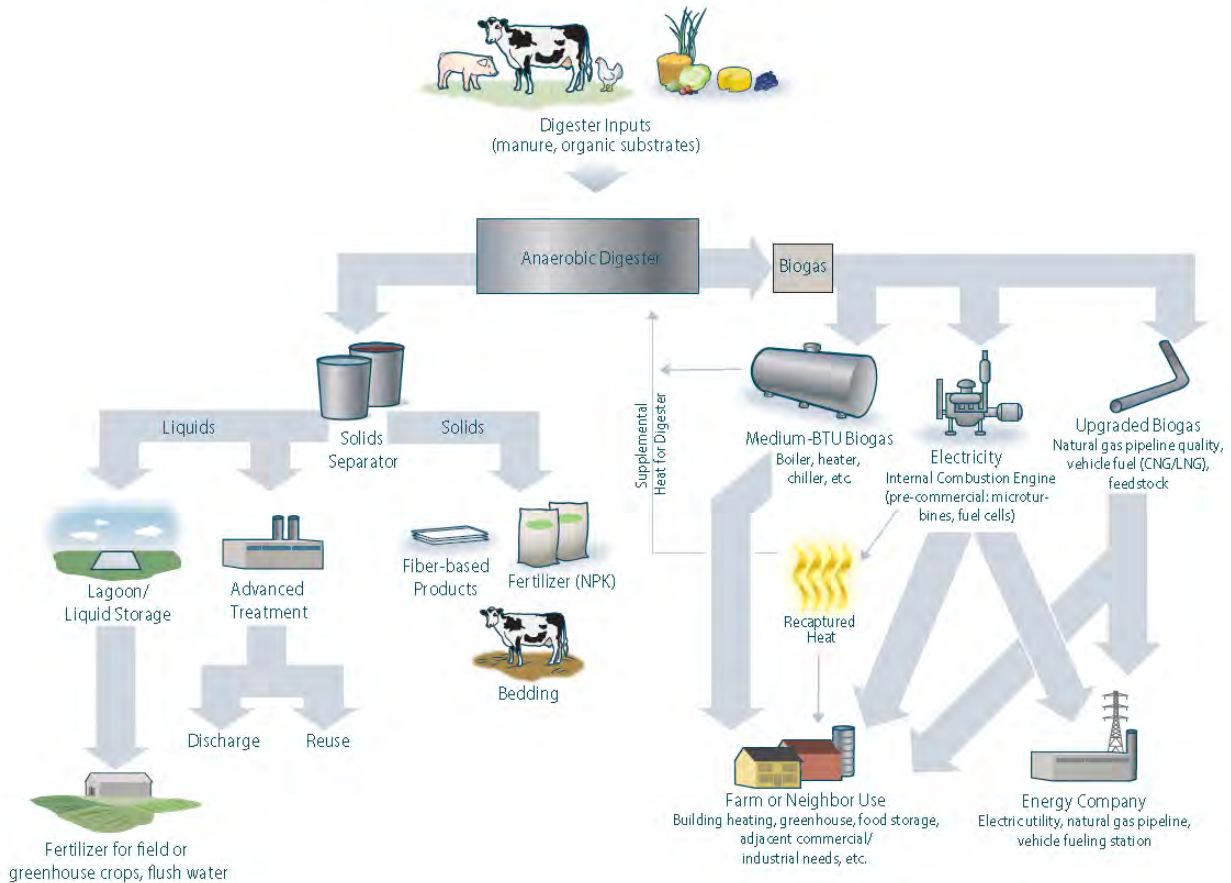 Digester Inputs
(manure, organic substrates)
Anaerobic Digester
Biogas
Liquids
Solids
Separator
Solids
Supplemental
Heat for Digester
Medium-BTU Biogas
Boiler, heater,
chiller, etc.
Electricity
Internal Combustion Engine
(pre-commercial: microtur-
bines, fuel cells)
Upgraded Biogas
Natural gas pipeline quality,
vehicle fuel (CNG/LNG),
feedstock
Lagoon/
Liquid Storage
Advanced
Treatment
Fiber-based
Products
Fertilizer (NPK)
Recaptured
Heat
Bedding
Discharge
Reuse
Farm or Neighbor Use
Building heating, greenhouse, food storage,
adjacent commercial/
industrial needs, etc.
Energy Company
Electric utility, natural gas pipeline,
vehicle fueling station
Fertilizer for field or
greenhouse crops, flush water